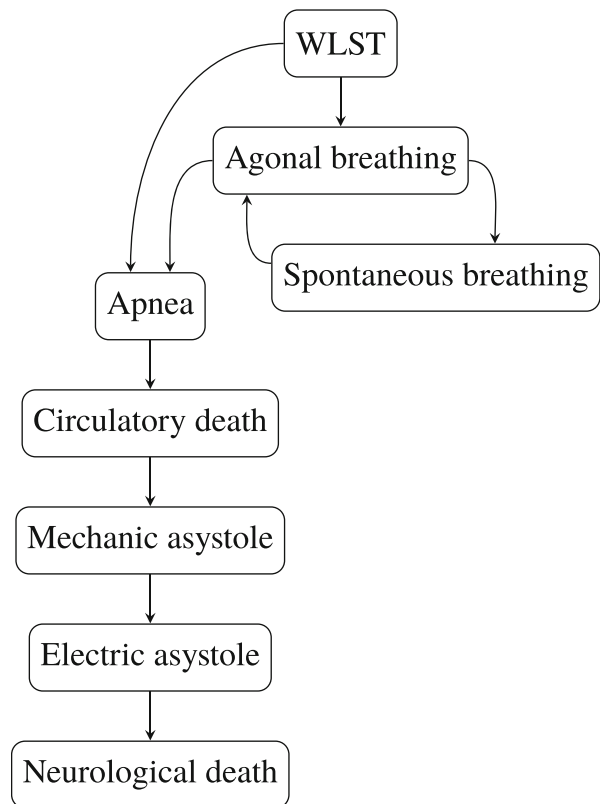 WLST
Agonal breathing
Spontaneous breathing
Apnea
Circulatory death
Mechanic asystole
Electric asystole
Neurological death